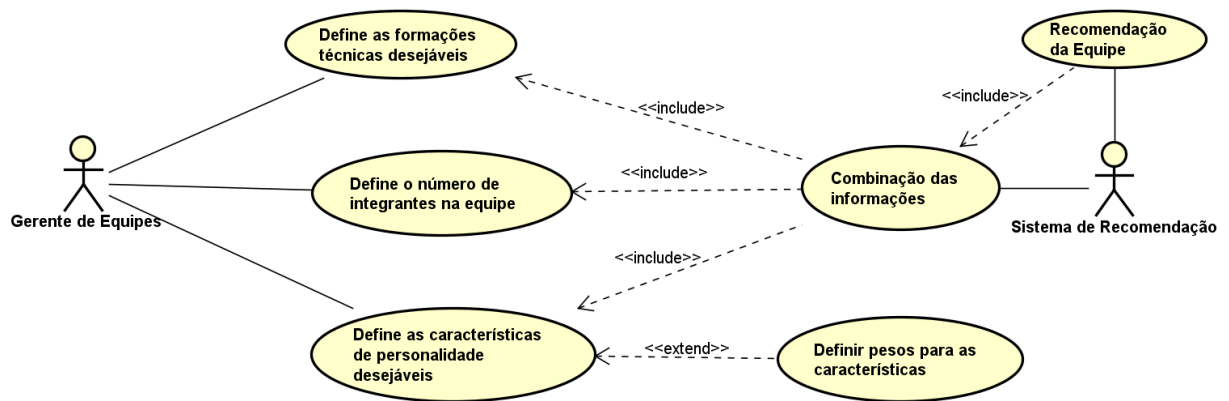 Define as formações
técnicas desejáveis
Recomendação
da Equipe
<<include>>
<<include>>
Gerente de Equipes
Define o número de
integrantes na equipe
<<include>>
Combinação das
informações
Sistema de Recomendação
<<include>>
Define as características
de personalidade
desejáveis
<<extend>>
Definir pesos para as
características